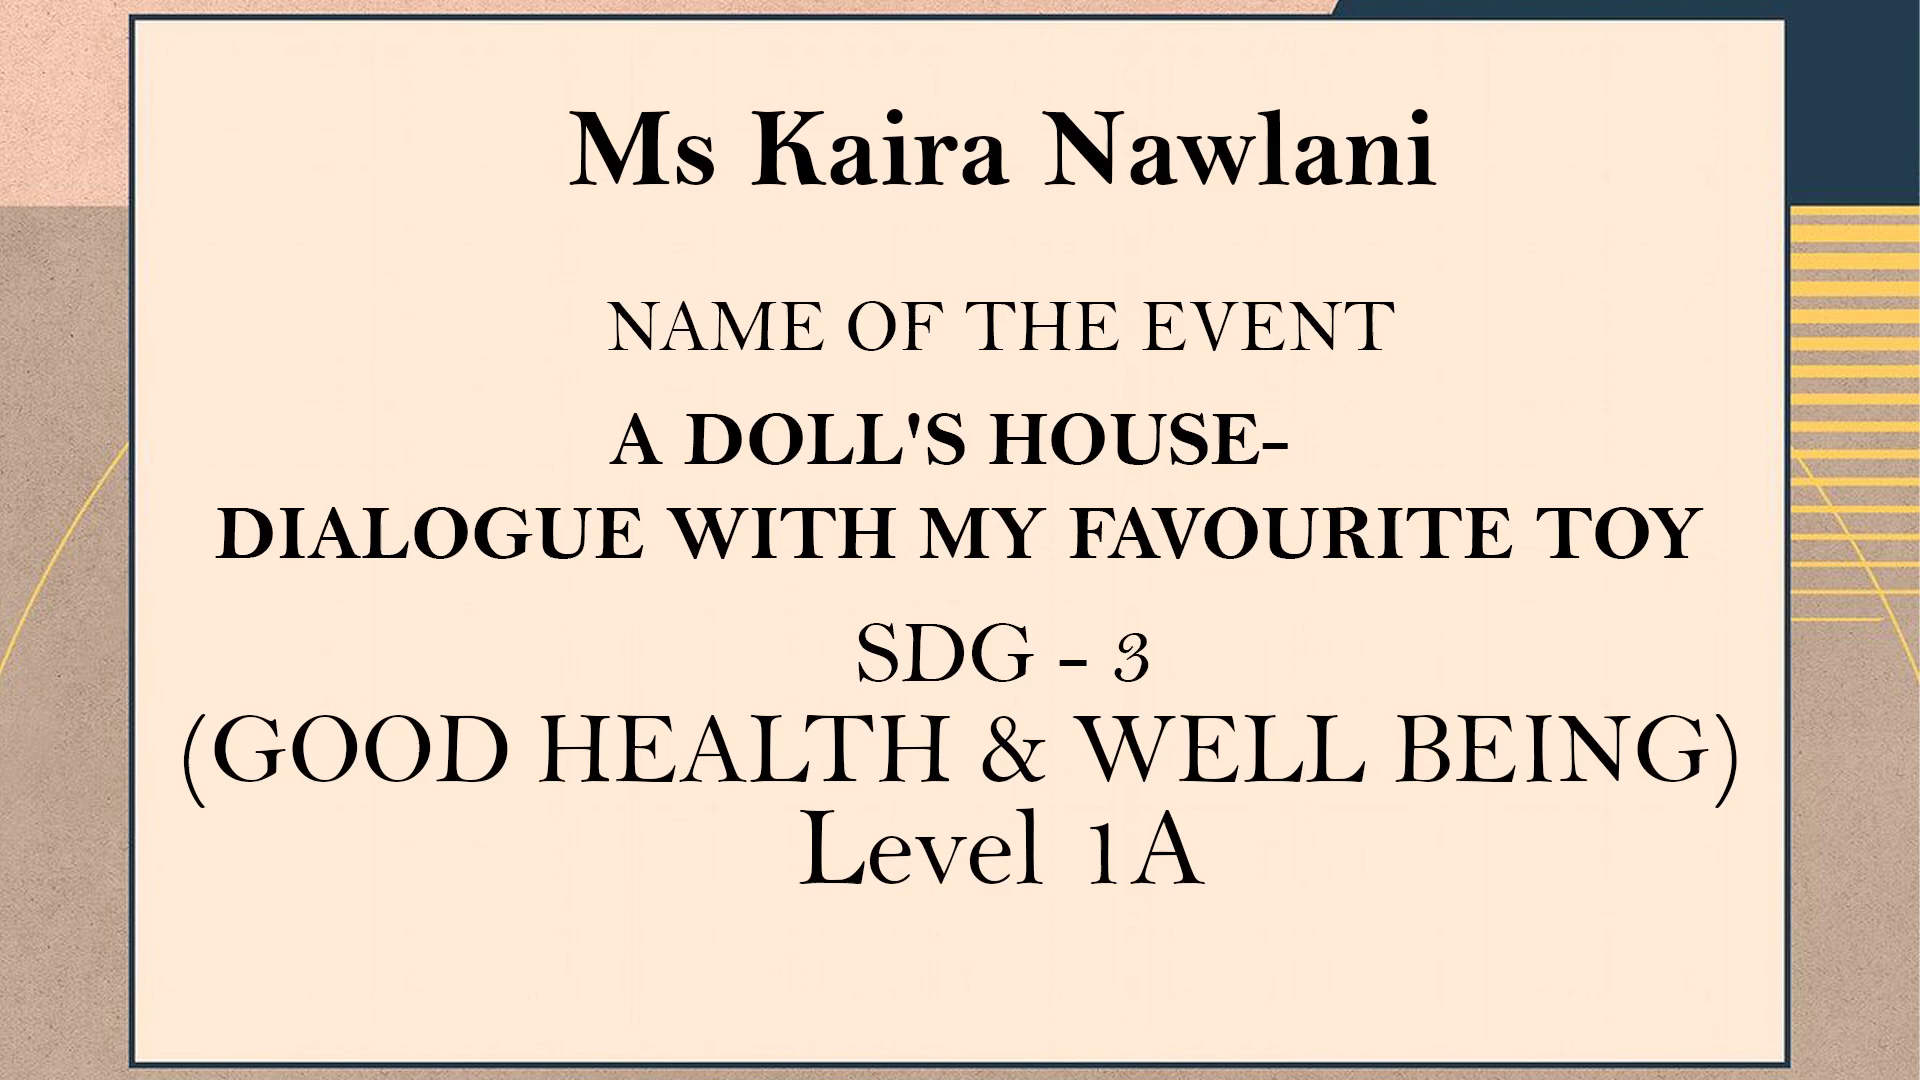 Ms Kaira Nawlani
NAME OF THE EVENT
A DOLL'S HOUSE-
DIALOGUE WITH MY FAVOURITE TOY
SDG - 3
(GOOD HEALTH & WELL BEING)
Level 1A